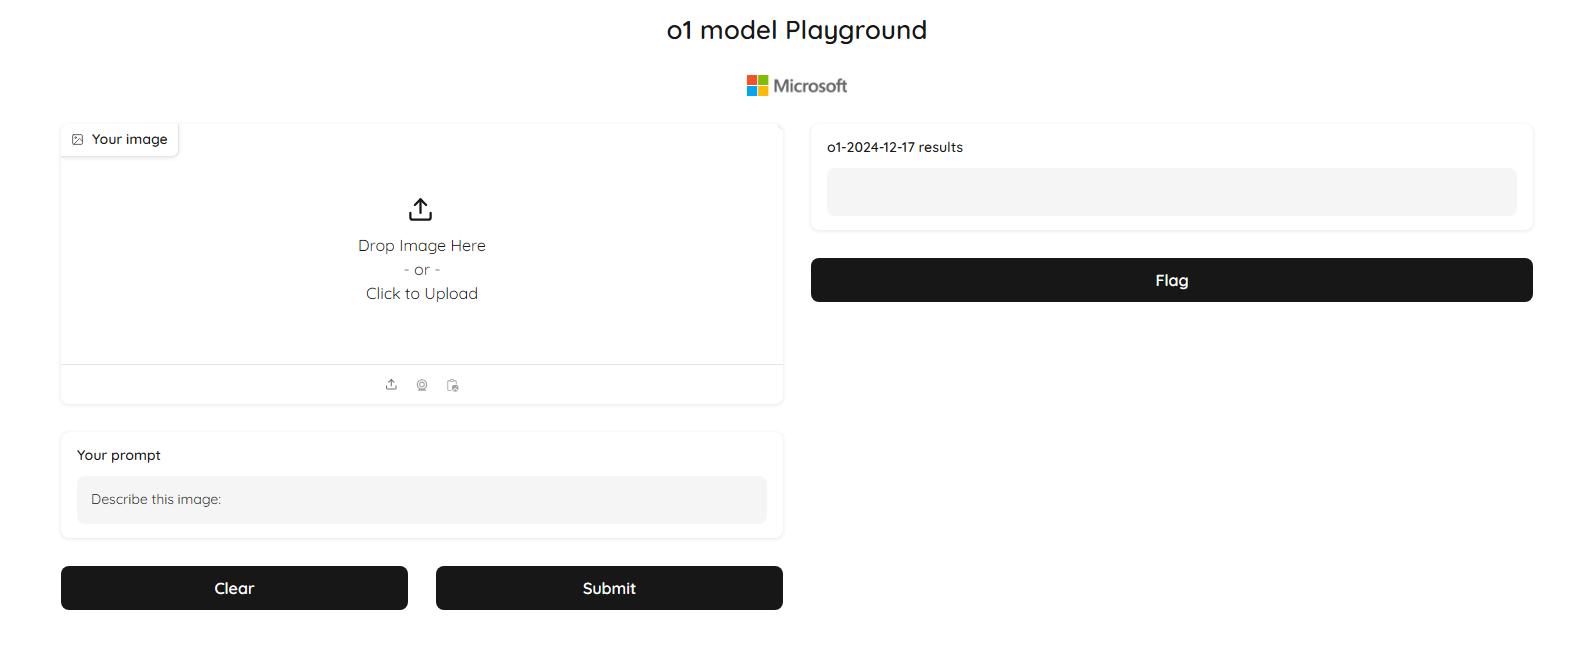 o1 model Playground
Microsoft
Your image
Drop Image Here
- or -
Click to Upload
Your prompt
Describe this image:
Clear
Submit
o1-2024-12-17 results
Flag